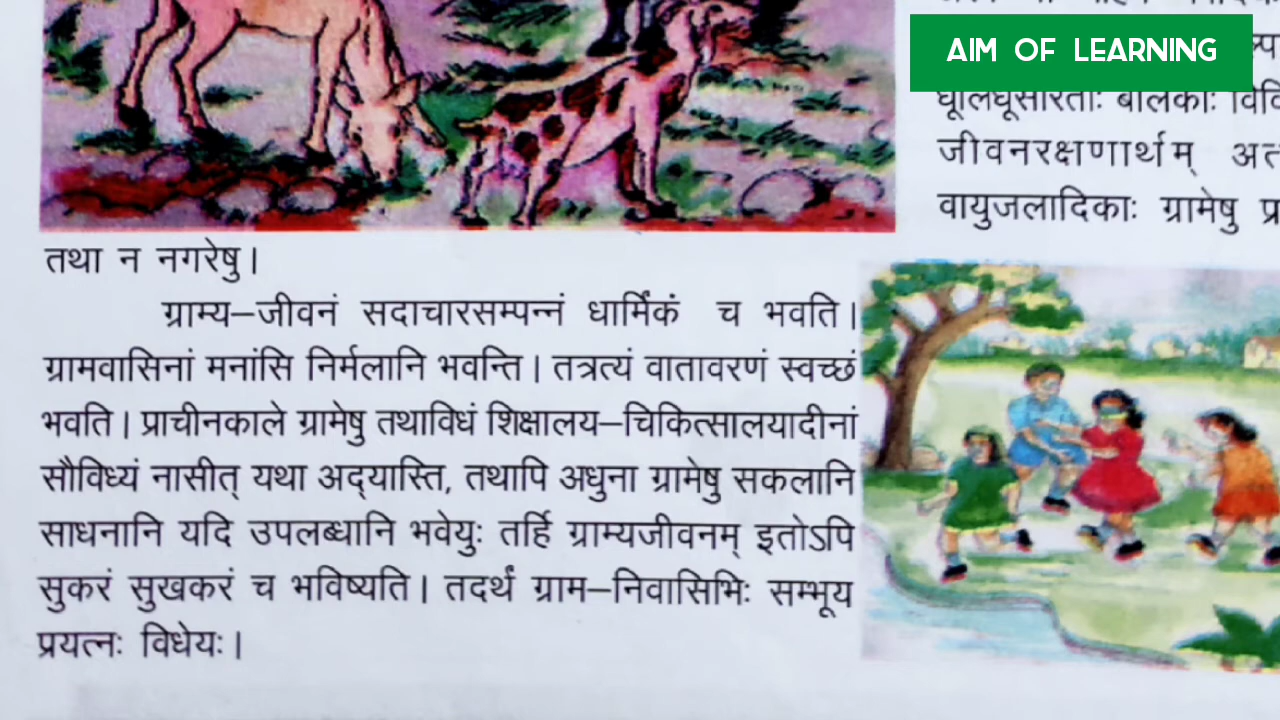 AIM OF LEARNING
धूलिधूसरिताः बालकाः
जीवनरक्षणार्थम्
वायुजलादिकाः ग्रामेषु
तथा न नगरेषु।
ग्राम्य–जीवनं सदाचारसम्पन्नं धार्मिकं च भवति।
ग्रामवासिनां मनांसि निर्मलानि भवन्ति। तत्रत्यं वातावरणं स्वच्छं
भवति। प्राचीनकाले ग्रामेषु तथाविधं शिक्षालय–चिकित्सालयादीनां
सौविध्यं नासीत् यथा अद्यास्ति, तथापि अधुना ग्रामेषु सकलानि
साधनानि यदि उपलब्धानि भवेयुः तर्हि ग्राम्यजीवनम् इतोऽपि
सुकरं सुखकरं च भविष्यति। तदर्थं ग्राम–निवासिभिः सम्भूय
प्रयत्नः विधेयः।